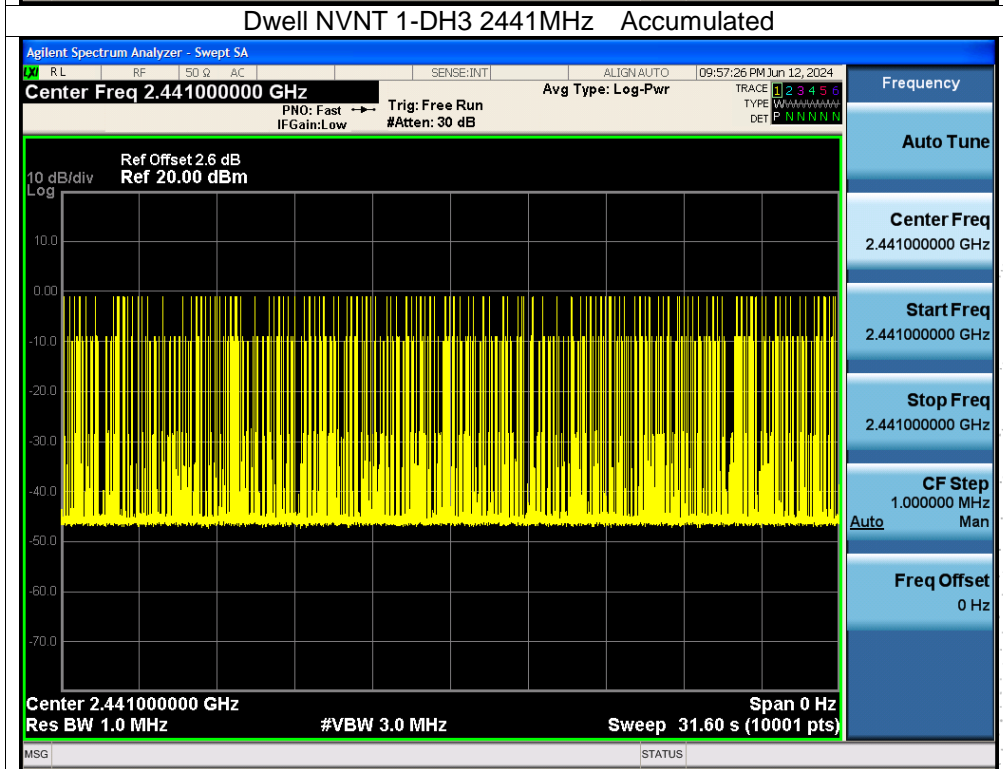 Dwell NVNT 1-DH3 2441MHz Accumulated
Agilent Spectrum Analyzer - Swept SA
LXI RL RF 50 Ω AC SENSE:INT ALIGN AUTO 09:57:26 PM Jun 12, 2024
Center Freq 2.441000000 GHz
PNO: Fast
IFGain:Low
Trig: Free Run
#Atten: 30 dB
Avg Type: Log-Pwr
TRACE 1 2 3 4 5 6
TYPE
DET P N N N N N
Frequency
Auto Tune
Center Freq
2.441000000 GHz
Start Freq
2.441000000 GHz
Stop Freq
2.441000000 GHz
CF Step
1.000000 MHz
Auto Man
Freq Offset
0 Hz
Ref Offset 2.6 dB
10 dB/div Ref 20.00 dBm
Log
10.0
0.00
-10.0
-20.0
-30.0
-40.0
-50.0
-60.0
-70.0
Center 2.441000000 GHz Span 0 Hz
Res BW 1.0 MHz #VBW 3.0 MHz Sweep 31.60 s (10001 pts)
MSG STATUS